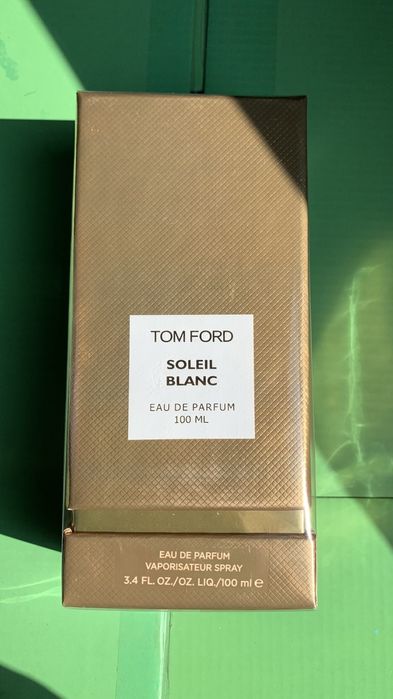 TOM FORD
SOLEIL
BLANC
EAU DE PARFUM
100 ML
EAU DE PARFUM
VAPORISATEUR SPRAY
3.4 FL. OZ./OZ. LIQ./100 ml ℮